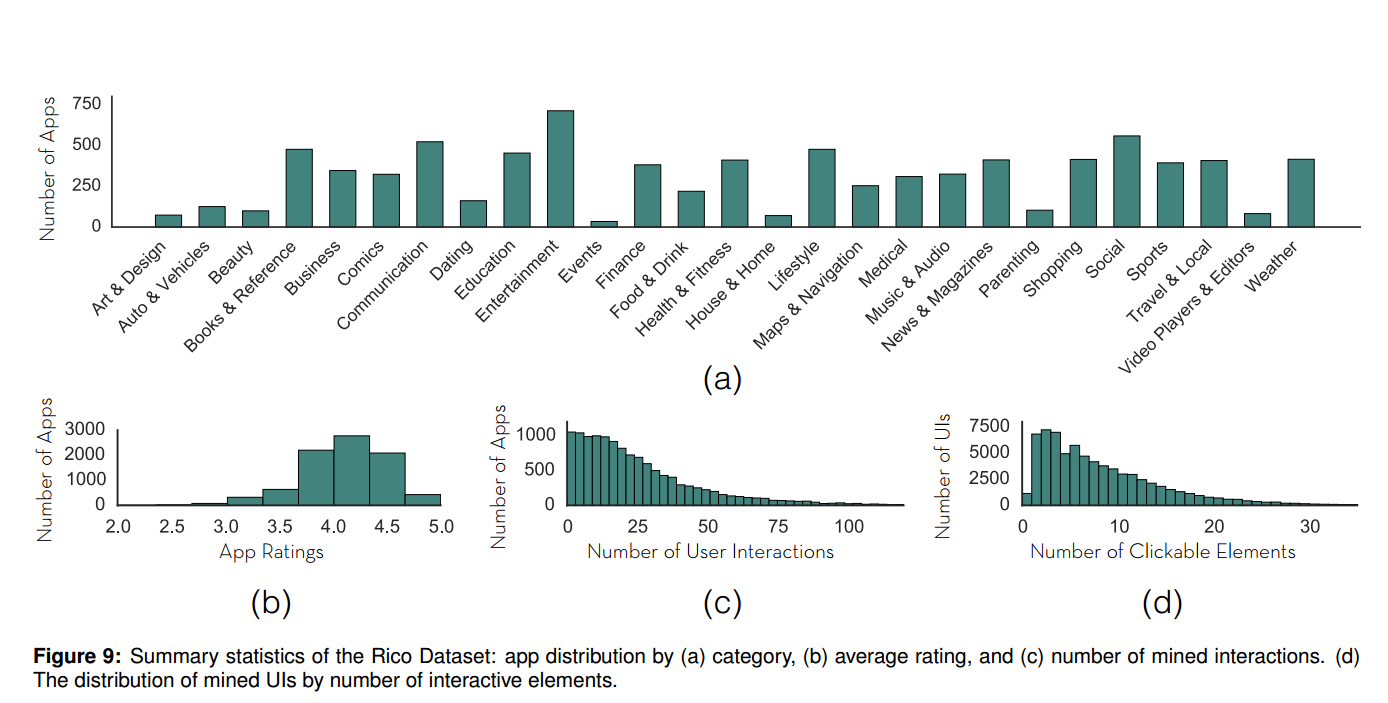 Number of Apps
750
500
250
0
Art & Design
Auto & Vehicles
Beauty
Books & Reference
Business
Comics
Communication
Dating
Education
Entertainment
Events
Finance
Food & Drink
Health & Fitness
House & Home
Lifestyle
Maps & Navigation
Medical
Music & Audio
News & Magazines
Parenting
Shopping
Social
Sports
Travel & Local
Video Players & Editors
Weather
(a)
Number of Apps
3000
2000
1000
0
2.0 2.5 3.0 3.5 4.0 4.5 5.0
App Ratings
(b)
Number of Apps
1000
500
0
0 25 50 75 100
Number of User Interactions
(c)
Number of UIs
7500
5000
2500
0
0 10 20 30
Number of Clickable Elements
(d)
Figure 9: Summary statistics of the Rico Dataset: app distribution by (a) category, (b) average rating, and (c) number of mined interactions. (d)
The distribution of mined UIs by number of interactive elements.